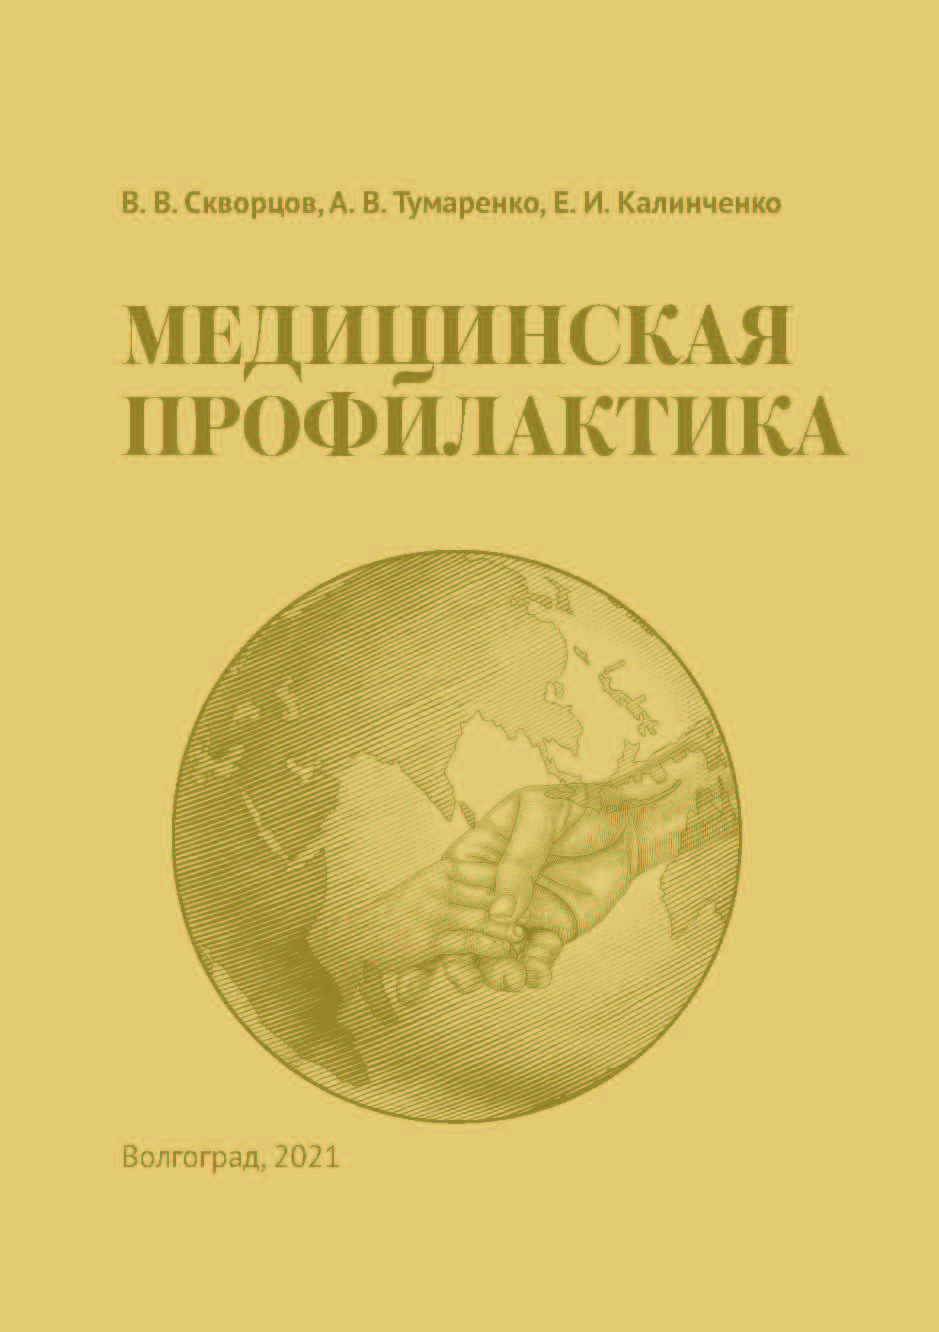 В. В. Скворцов, А. В. Тумаренко, Е. И. Калинченко
МЕДИЦИНСКАЯ
ПРОФИЛАКТИКА
Волгоград, 2021